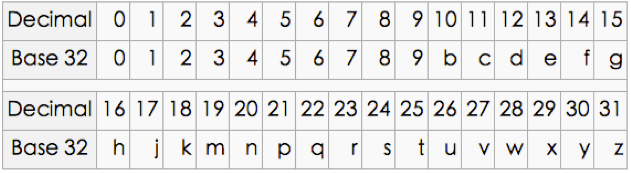 Decimal 0 1 2 3 4 5 6 7 8 9 10 11 12 13 14 15
Base 32 0 1 2 3 4 5 6 7 8 9 b c d e f g
Decimal 16 17 18 19 20 21 22 23 24 25 26 27 28 29 30 31
Base 32 h j k m n p q r s t u v w x y z